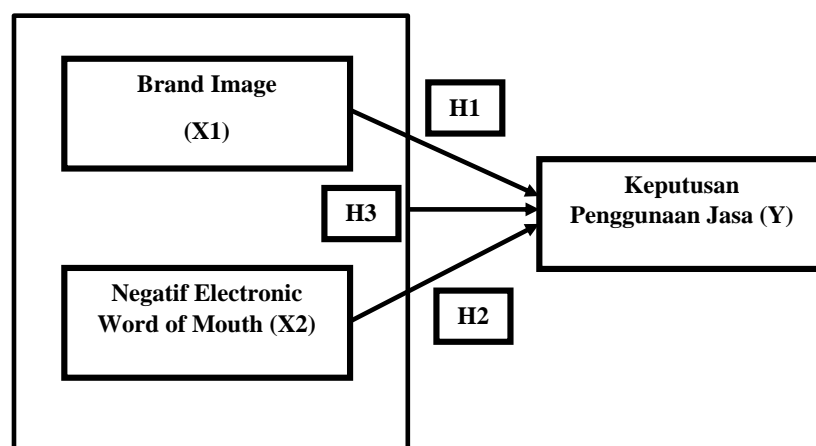 Brand Image
(X1)
H1
Keputusan
Penggunaan Jasa (Y)
H3
Negatif Electronic
Word of Mouth (X2)
H2